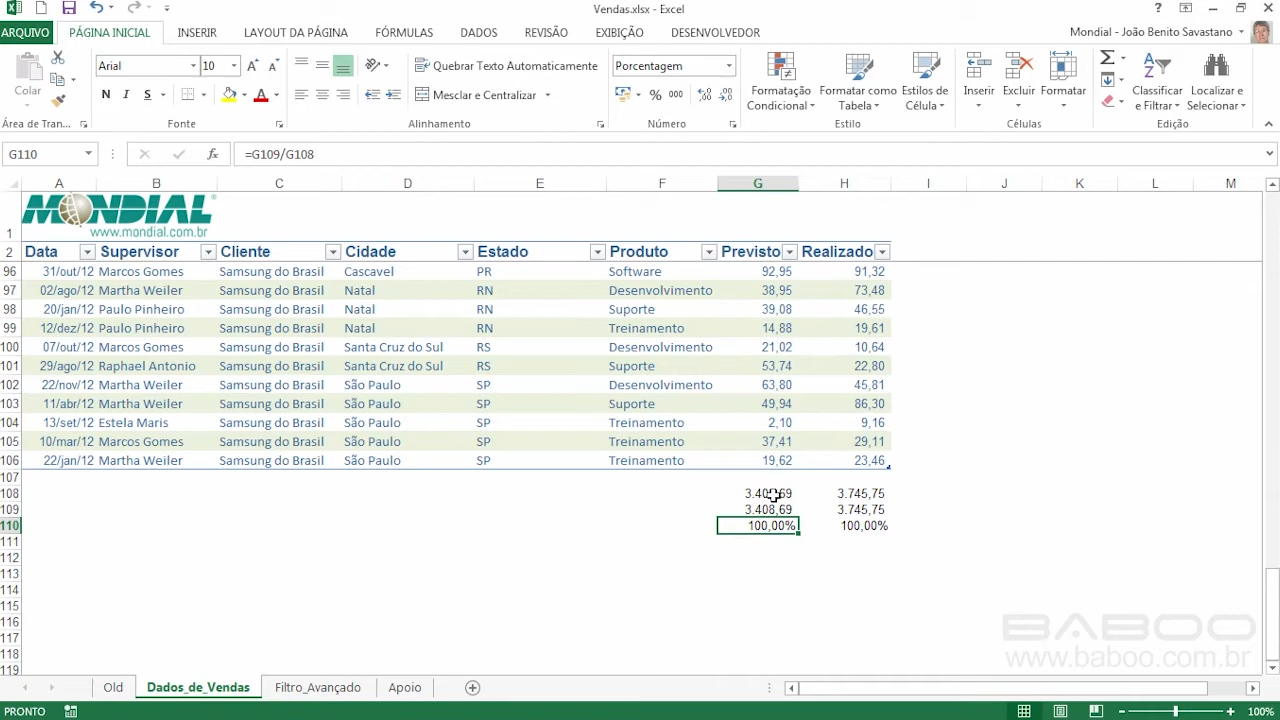 Vendas.xlsx - Excel
ARQUIVO PÁGINA INICIAL INSERIR LAYOUT DA PÁGINA FÓRMULAS DADOS REVISÃO EXIBIÇÃO DESENVOLVEDOR Mondial - João Benito Savastano
Colar
Arial 10
Quebrar Texto Automaticamente
Porcentagem
N I S
Mesclar e Centralizar
% 000
Formatação Condicional
Formatar como Tabela
Estilos de Célula
Inserir
Excluir
Formatar
Classificar e Filtrar
Localizar e Selecionar
Área de Tran... Fonte Alinhamento Número Estilo Células Edição
G110 fx =G109/G108
A B C D E F G H I J K L M
MONDIAL
1 www.mondial.com.br
2 Data Supervisor Cliente Cidade Estado Produto Previsto Realizado
96 31/out/12 Marcos Gomes Samsung do Brasil Cascavel PR Software 92,95 91,32
97 02/ago/12 Martha Weiler Samsung do Brasil Natal RN Desenvolvimento 38,95 73,48
98 20/jan/12 Paulo Pinheiro Samsung do Brasil Natal RN Suporte 39,08 46,55
99 12/dez/12 Paulo Pinheiro Samsung do Brasil Natal RN Treinamento 14,88 19,61
100 07/out/12 Marcos Gomes Samsung do Brasil Santa Cruz do Sul RS Desenvolvimento 21,02 10,64
101 29/ago/12 Raphael Antonio Samsung do Brasil Santa Cruz do Sul RS Suporte 53,74 22,80
102 22/nov/12 Martha Weiler Samsung do Brasil São Paulo SP Desenvolvimento 63,80 45,81
103 11/abr/12 Martha Weiler Samsung do Brasil São Paulo SP Suporte 49,94 86,30
104 13/set/12 Estela Maris Samsung do Brasil São Paulo SP Treinamento 2,10 9,16
105 10/mar/12 Marcos Gomes Samsung do Brasil São Paulo SP Treinamento 37,41 29,11
106 22/jan/12 Martha Weiler Samsung do Brasil São Paulo SP Treinamento 19,62 23,46
107
108 3.745,75
109 3.408,69 3.745,75
110 100,00% 100,00%
111
112
113
114
115
116
117
118
119
BABOO
www.baboo.com.br
Old Dados_de_Vendas Filtro_Avançado Apoio
PRONTO 100%